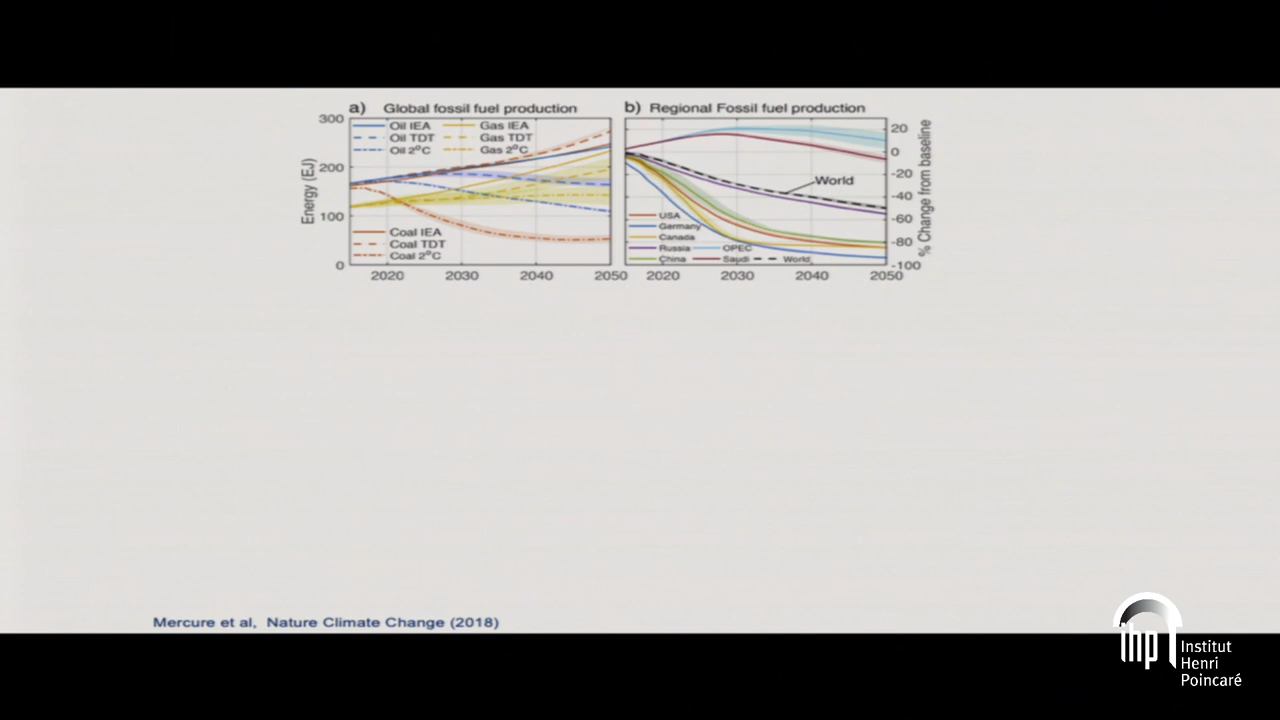 a) Global fossil fuel production
300
200
100
0
Energy (EJ)
Oil IEA
Oil TDT
Oil 2°C
Gas IEA
Gas TDT
Gas 2°C
Coal IEA
Coal TDT
Coal 2°C
2020 2030 2040 2050
b) Regional Fossil fuel production
World
USA
Germany
Canada
Russia
China
OPEC
Saudi
World
20
0
-20
-40
-60
-80
-100
% Change from baseline
2020 2030 2040 2050
Mercure et al, Nature Climate Change (2018)
ihp
Institut
Henri
Poincaré